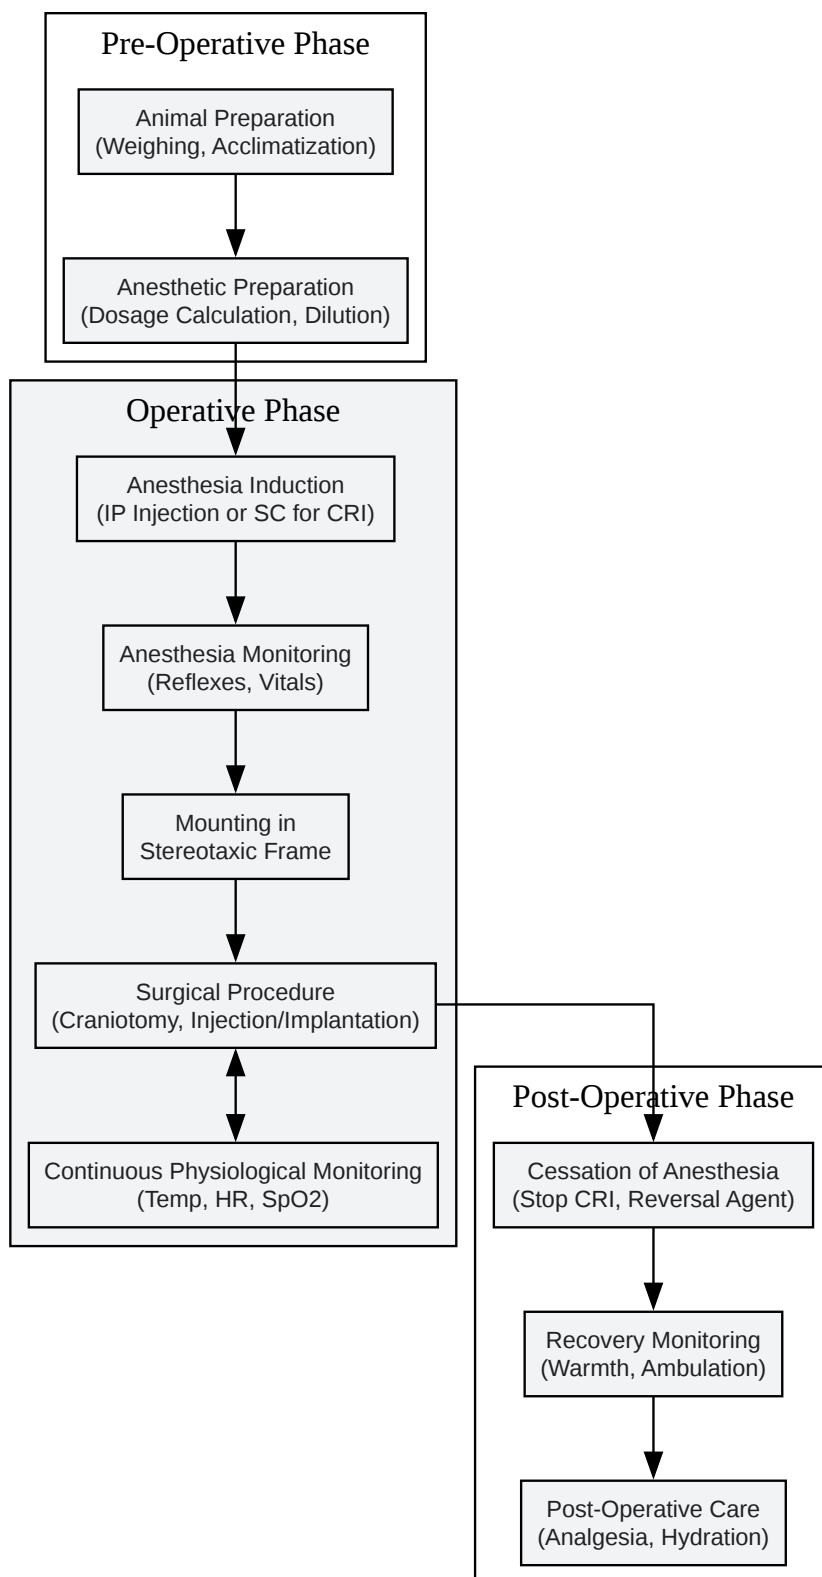 Pre-Operative Phase
Animal Preparation
(Weighing, Acclimatization)
Anesthetic Preparation
(Dosage Calculation, Dilution)
Operative Phase
Anesthesia Induction
(IP Injection or SC for CRI)
Anesthesia Monitoring
(Reflexes, Vitals)
Mounting in
Stereotaxic Frame
Surgical Procedure
(Craniotomy, Injection/Implantation)
Continuous Physiological Monitoring
(Temp, HR, SpO2)
Post-Operative Phase
Cessation of Anesthesia
(Stop CRI, Reversal Agent)
Recovery Monitoring
(Warmth, Ambulation)
Post-Operative Care
(Analgesia, Hydration)